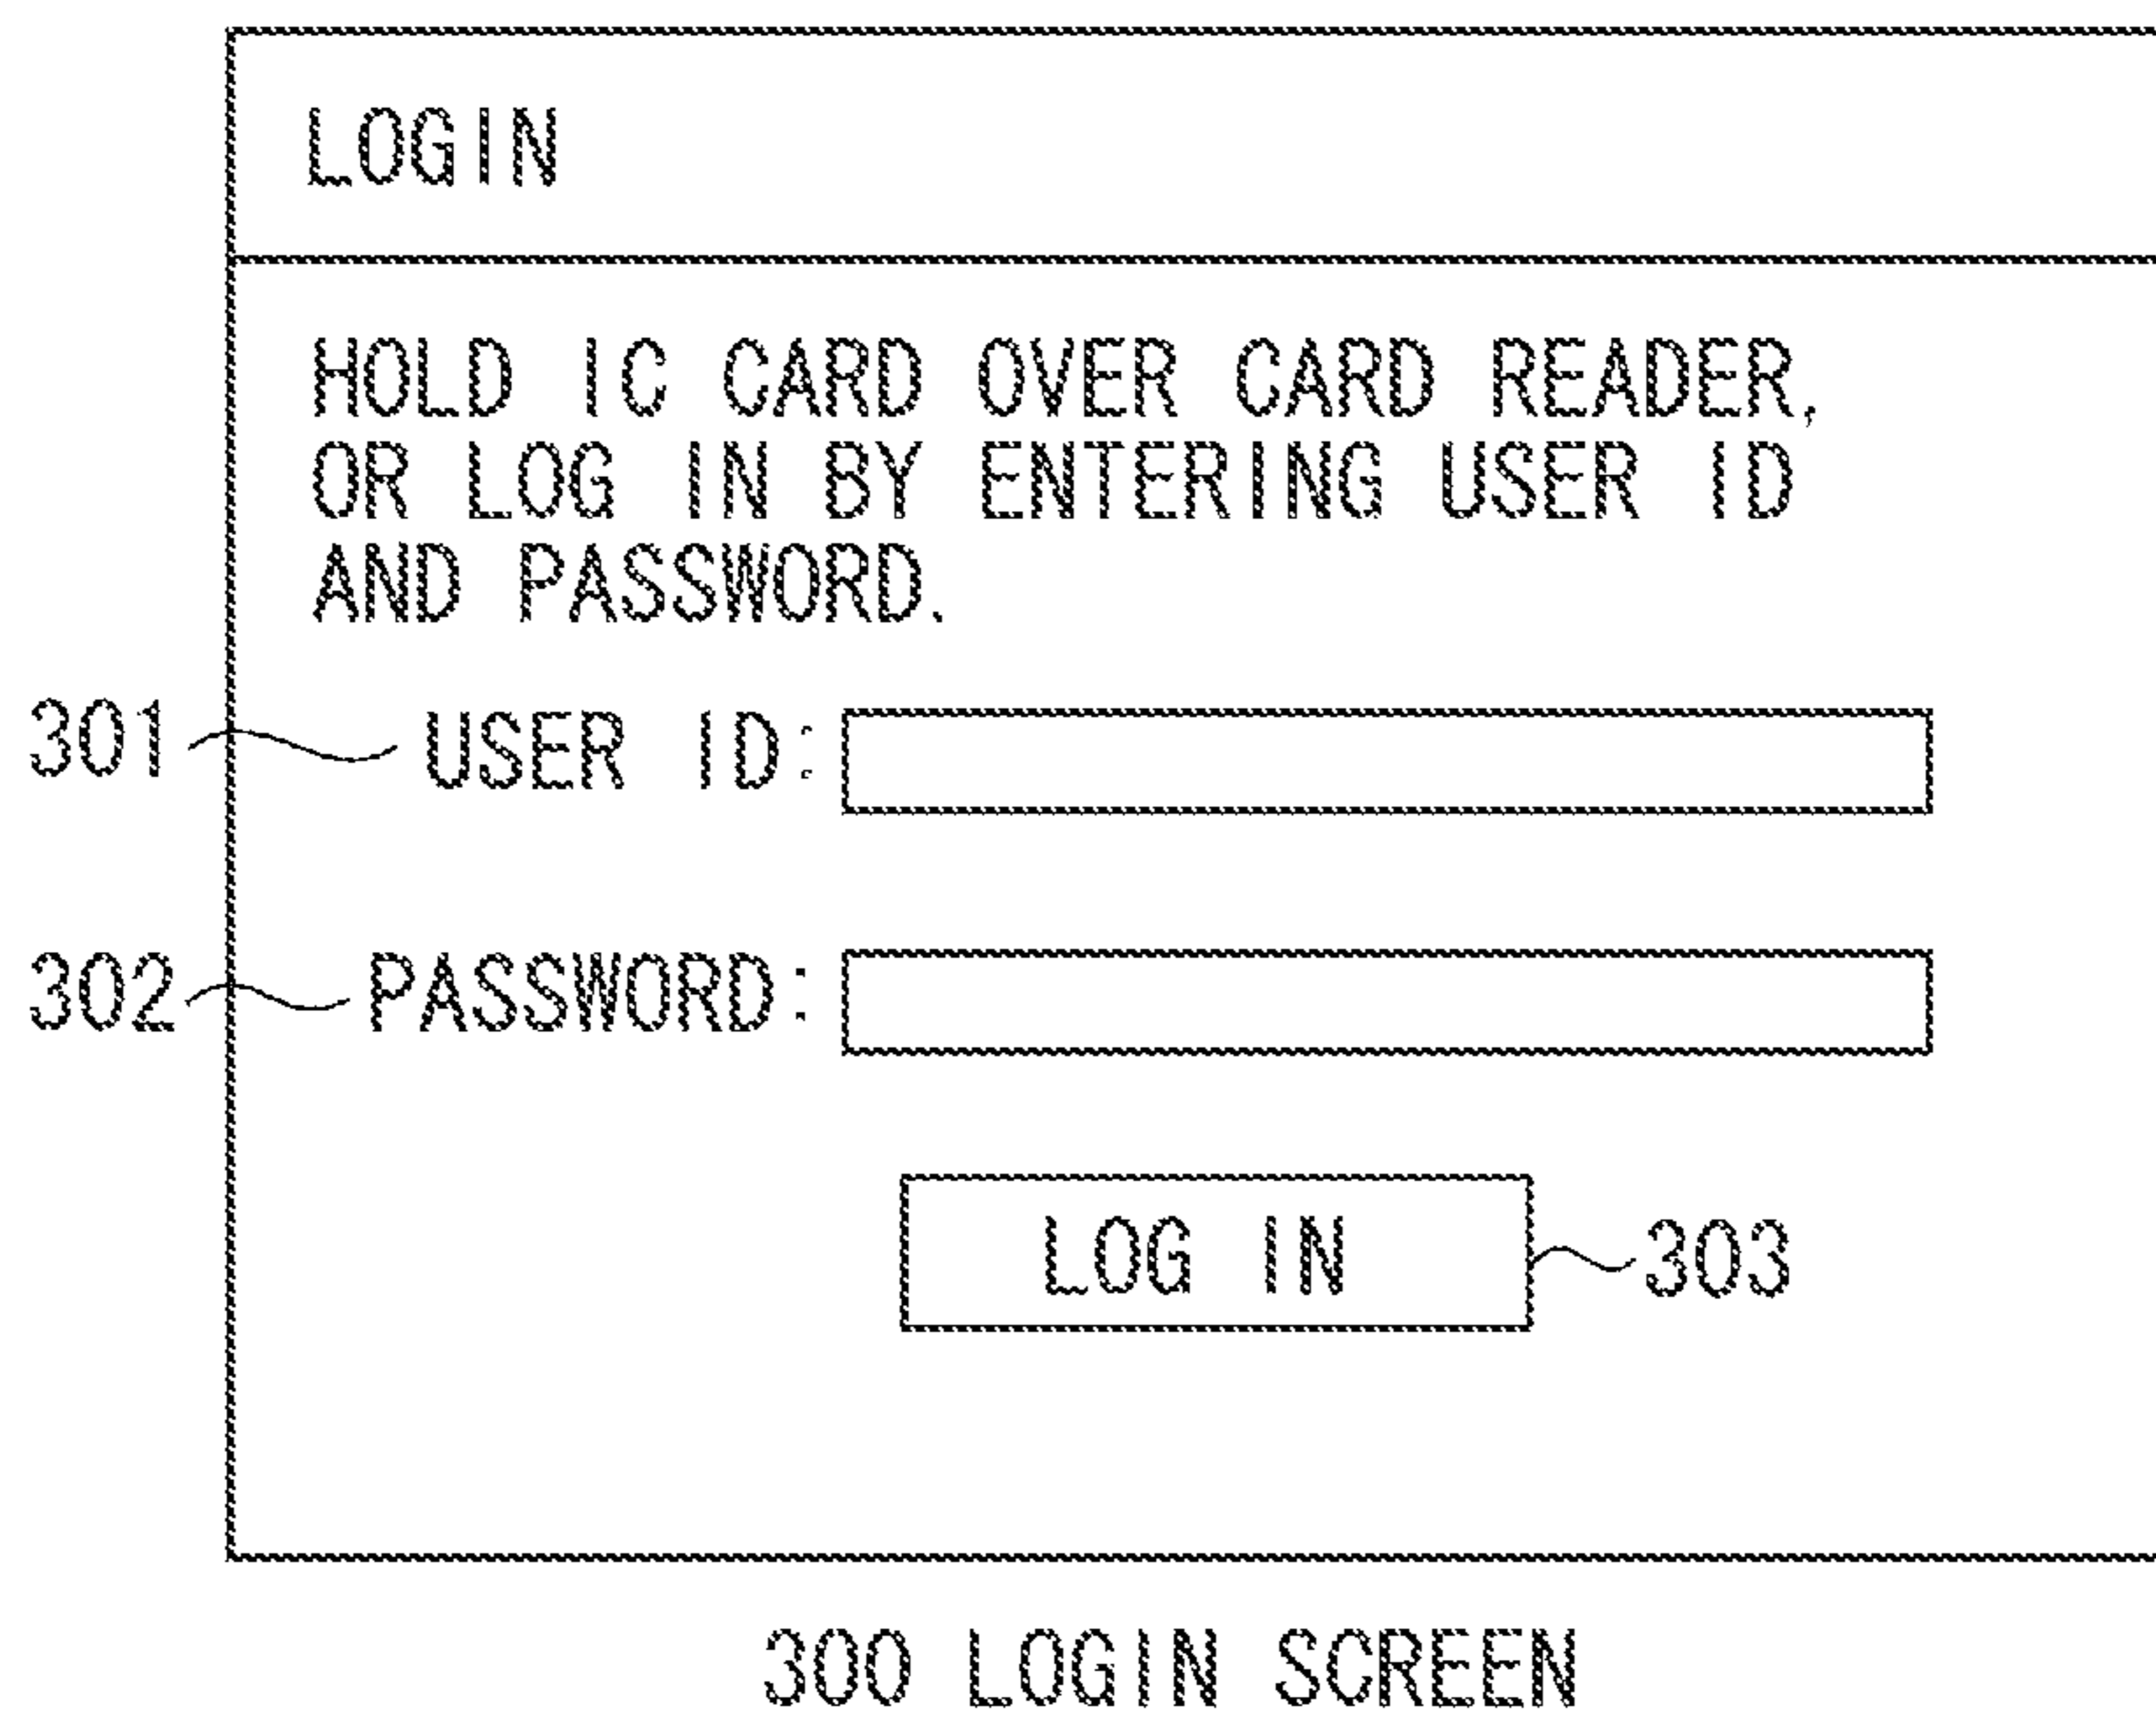 LOGIN
HOLD IC CARD OVER CARD READER,
OR LOG IN BY ENTERING USER ID
AND PASSWORD.
301 USER ID:
302 PASSWORD:
LOG IN 303
300 LOGIN SCREEN